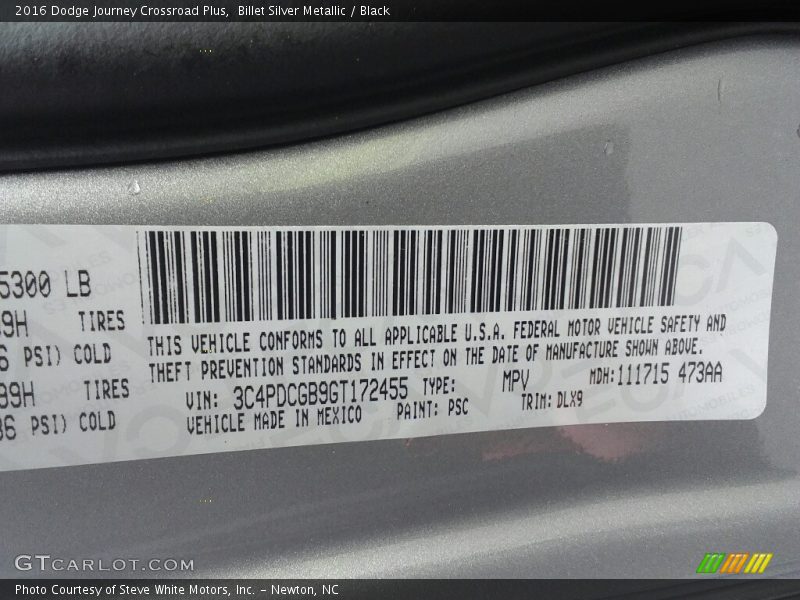 2016 Dodge Journey Crossroad Plus,  Billet Silver Metallic / Black
5300 LB
9H TIRES
6 PSI) COLD
89H TIRES
36 PSI) COLD
THIS VEHICLE CONFORMS TO ALL APPLICABLE U.S.A. FEDERAL MOTOR VEHICLE SAFETY AND
THEFT PREVENTION STANDARDS IN EFFECT ON THE DATE OF MANUFACTURE SHOWN ABOVE.
VIN: 3C4PDCGB9GT172455 TYPE: MPV MDH:111715 473AA
VEHICLE MADE IN MEXICO PAINT: PSC TRIM: DLX9
GTCARLOT.COM
Photo Courtesy of Steve White Motors, Inc. – Newton, NC